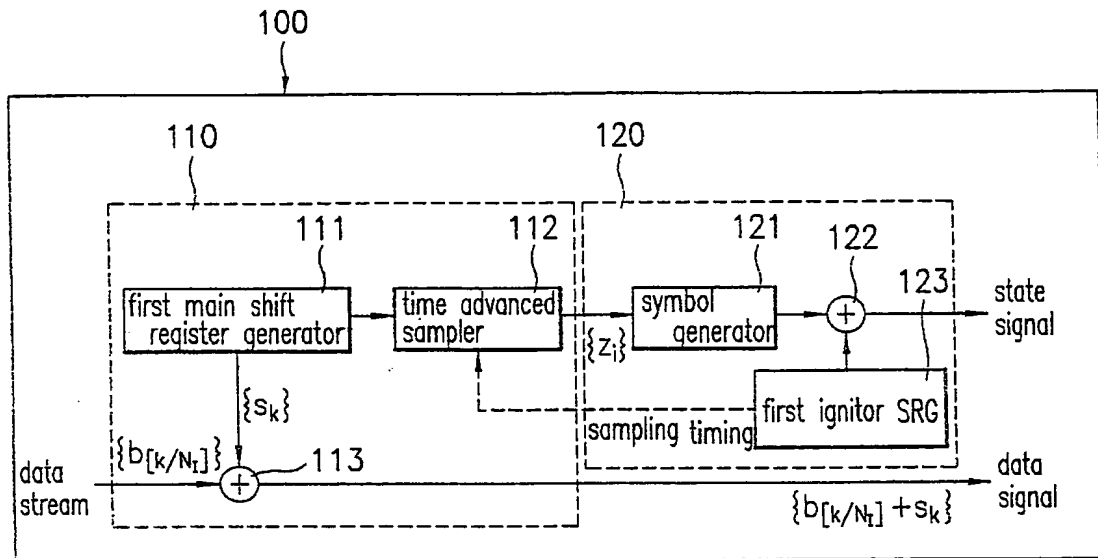 100
110
120
111
112
121
122
123
first main shift
register generator
time advanced
sampler
symbol
generator
+
state
signal
{z_i}
first ignitor SRG
sampling timing
{s_k}
{b_[k/N_I]}
113
data
stream
+
data
signal
{b_[k/N_I] + s_k}